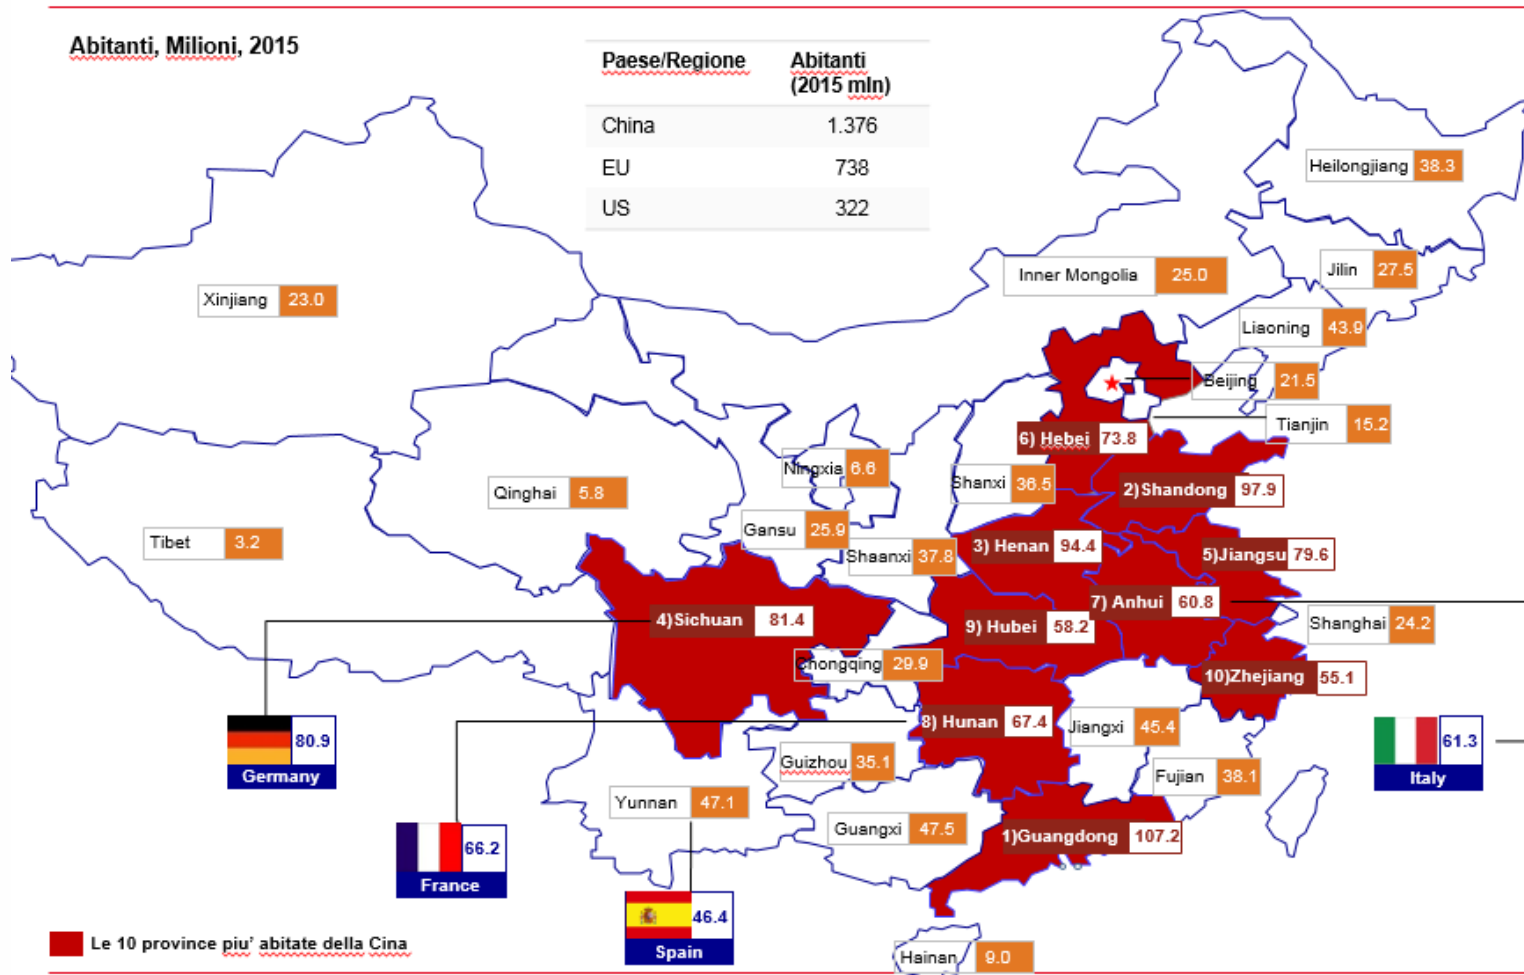 Abitanti, Milioni, 2015
Paese/Regione Abitanti
(2015 mln)
China 1.376
EU 738
US 322
Heilongjiang 38.3
Inner Mongolia 25.0
Jilin 27.5
Xinjiang 23.0
Liaoning 43.9
Beijing 21.5
Tianjin 15.2
6) Hebei 73.8
Ningxia 6.6
Shanxi 36.5
Qinghai 5.8
2)Shandong 97.9
Gansu 25.9
Tibet 3.2
Shaanxi 37.8
3) Henan 94.4
5)Jiangsu 79.6
7) Anhui 60.8
4)Sichuan 81.4
9) Hubei 58.2
Shanghai 24.2
Chongqing 29.9
10)Zhejiang 55.1
8) Hunan 67.4
Jiangxi 45.4
80.9
Germany
61.3
Italy
Guizhou 35.1
Fujian 38.1
Yunnan 47.1
Guangxi 47.5
1)Guangdong 107.2
66.2
France
46.4
Spain
Le 10 province piu’ abitate della Cina
Hainan 9.0